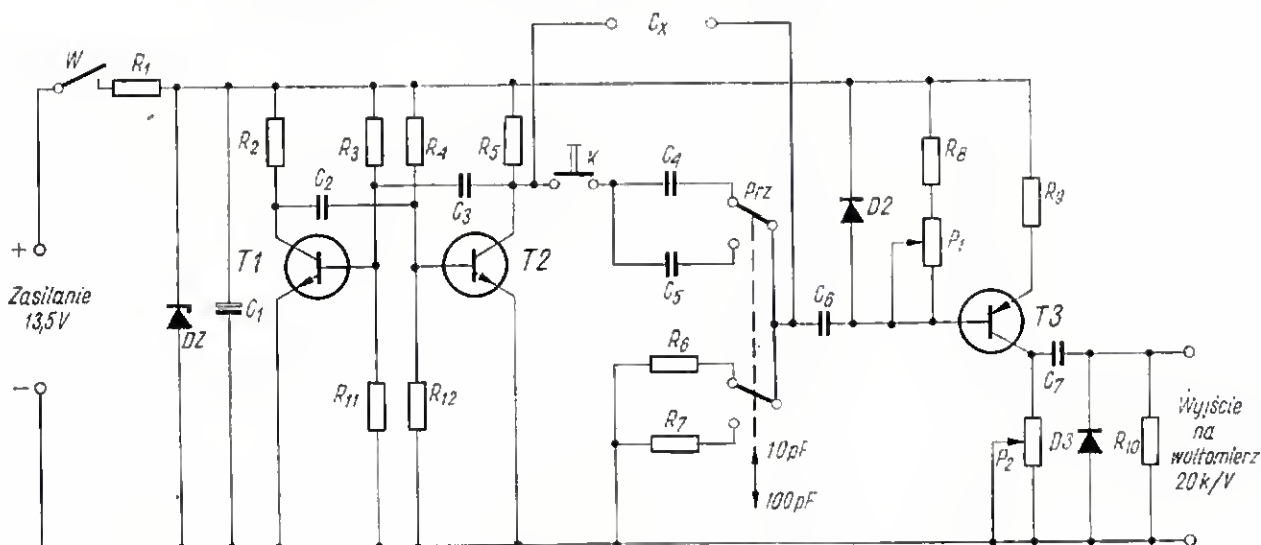 W
R1
R2
R3
R4
R5
C2
C3
T1
T2
+
Zasilanie
13,5V
−
DZ
C1
R11
R12
Cx
K
C4
C5
Prz
R6
R7
10pF
100pF
C6
D2
R8
P1
R9
T3
C7
P2
D3
R10
Wyjście
na
woltomierz
20k/V